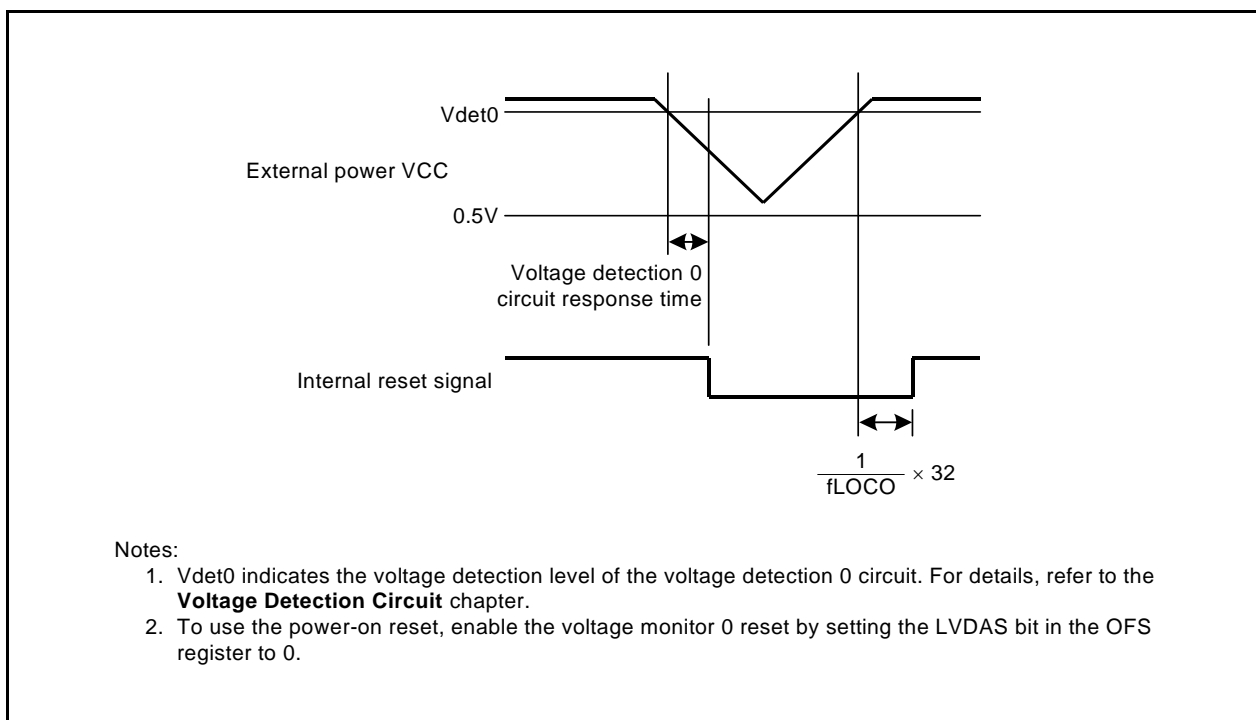 Vdet0
External power VCC
0.5V
Voltage detection 0
circuit response time
Internal reset signal
1
fLOCO
× 32
Notes:
1. Vdet0 indicates the voltage detection level of the voltage detection 0 circuit. For details, refer to the
Voltage Detection Circuit chapter.
2. To use the power-on reset, enable the voltage monitor 0 reset by setting the LVDAS bit in the OFS
register to 0.